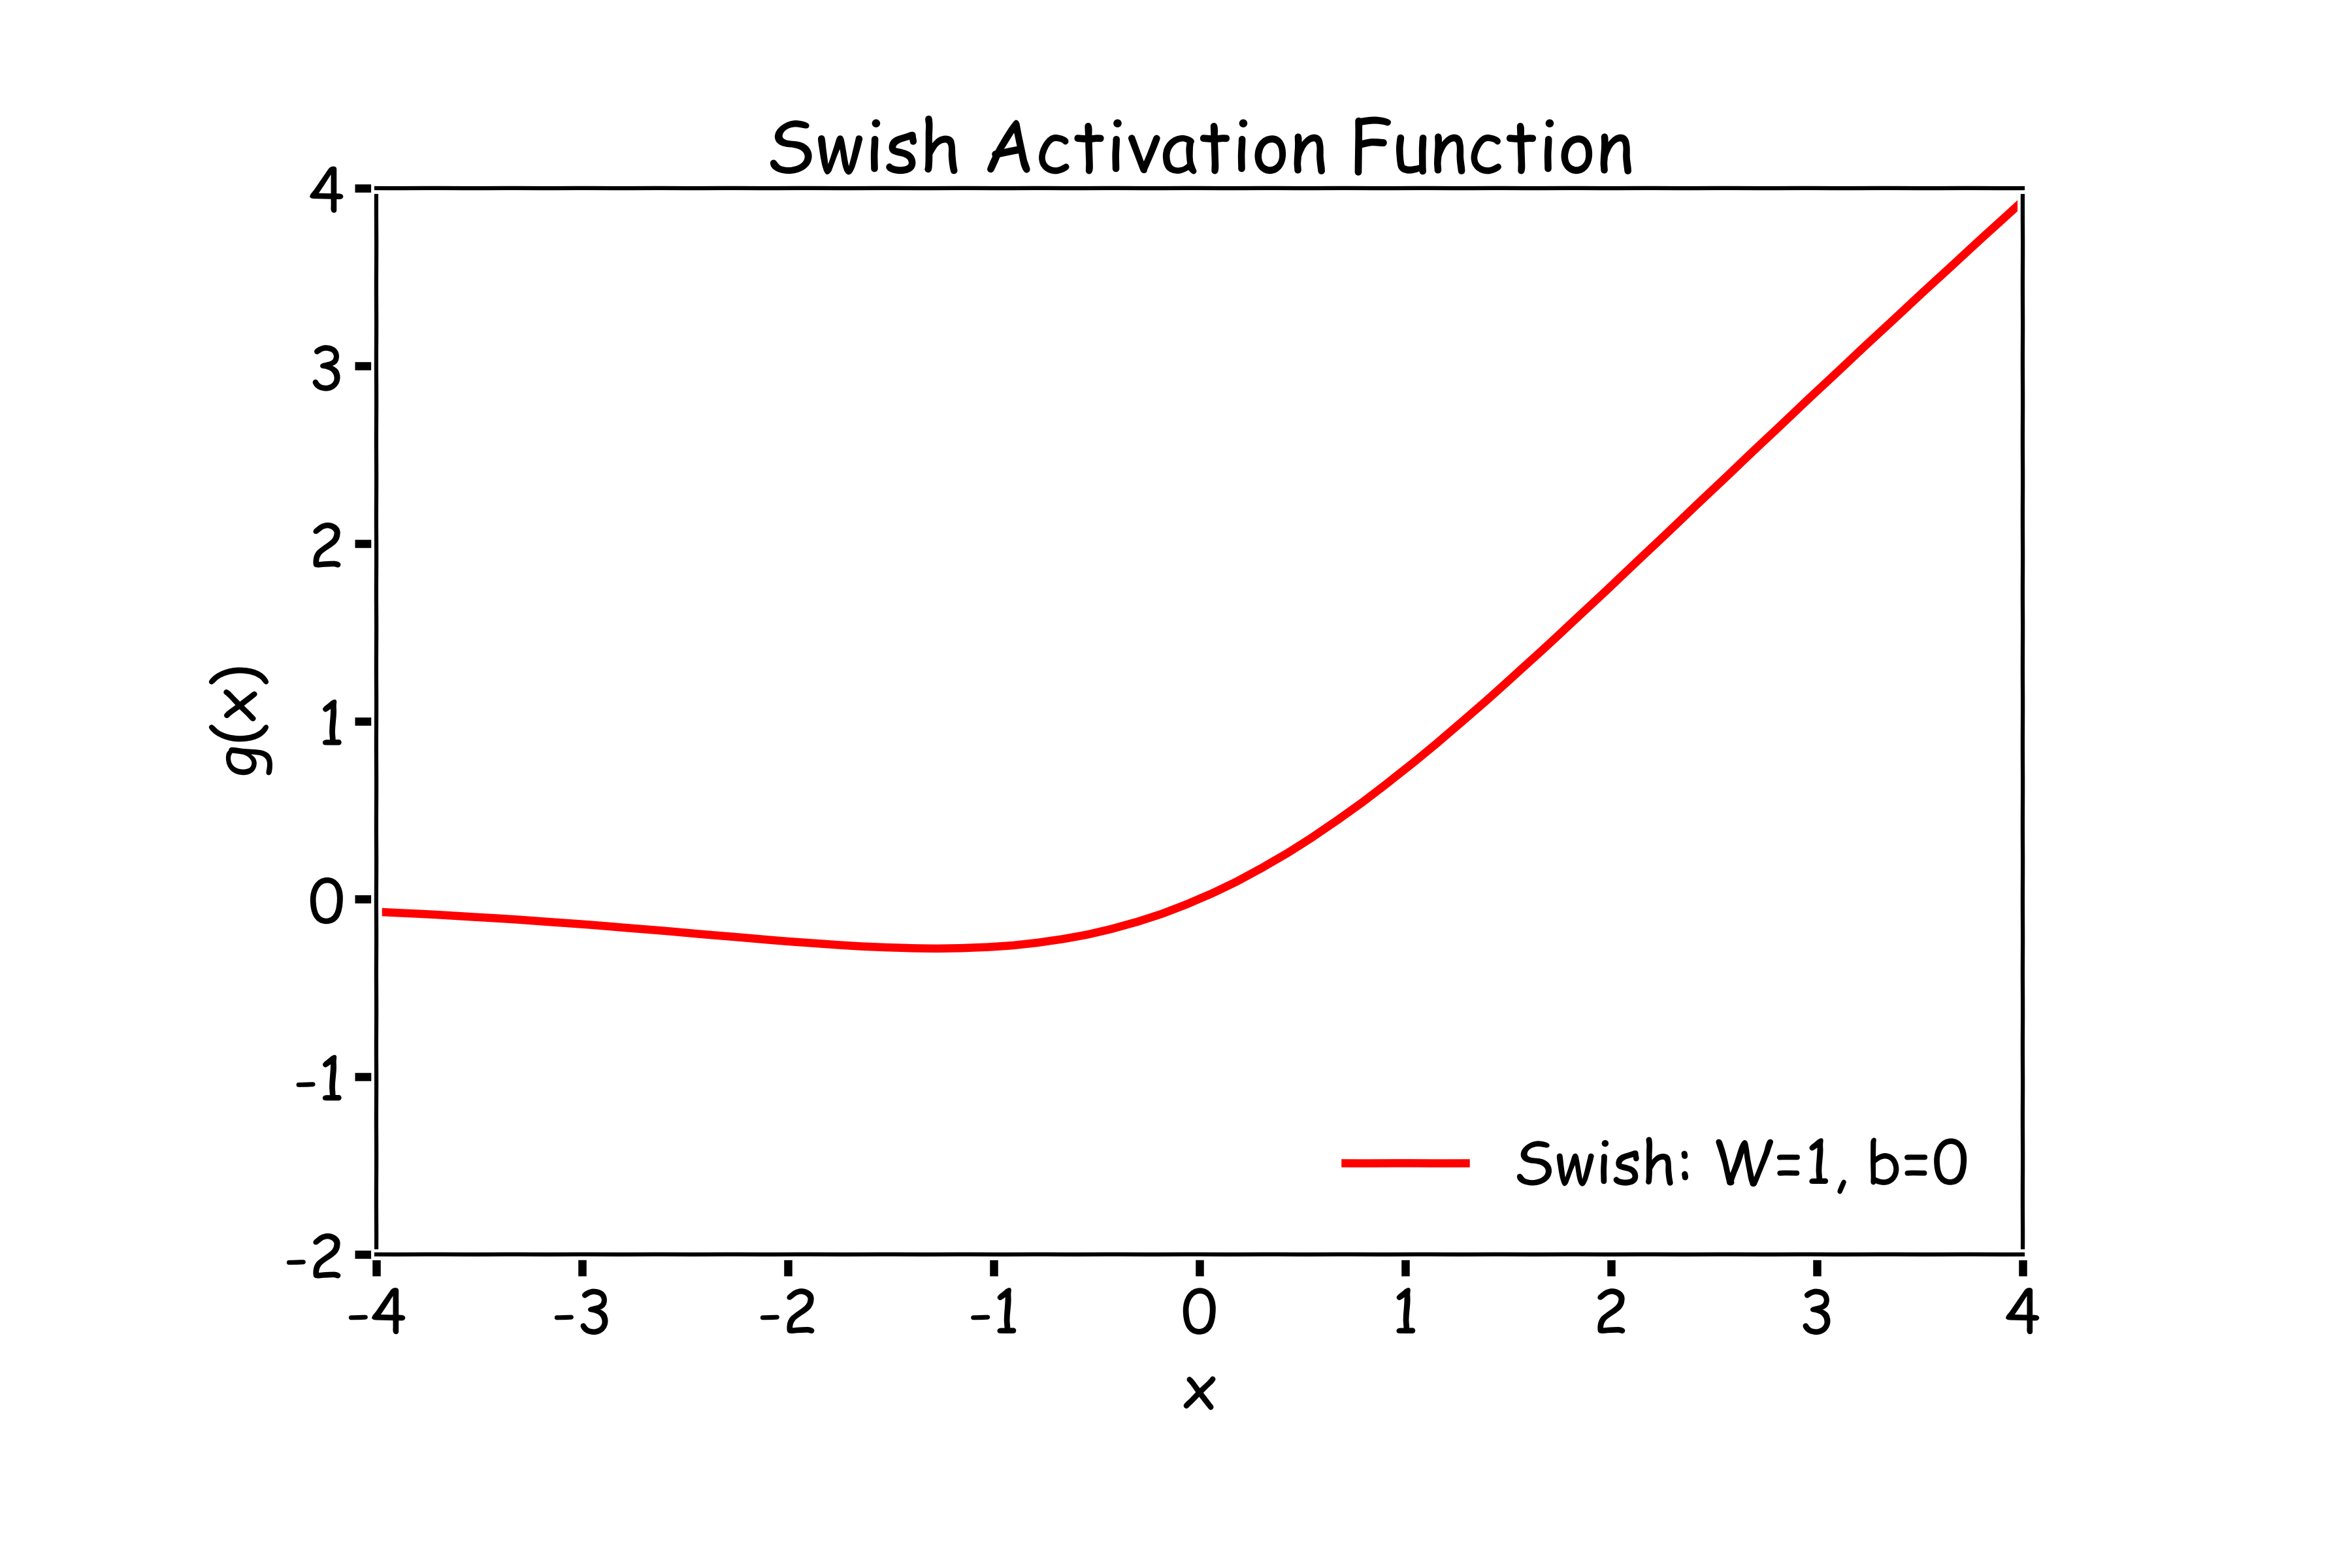 Swish Activation Function
4
3
2
1
0
-1
-2
g(x)
Swish: W=1, b=0
-4 -3 -2 -1 0 1 2 3 4
x